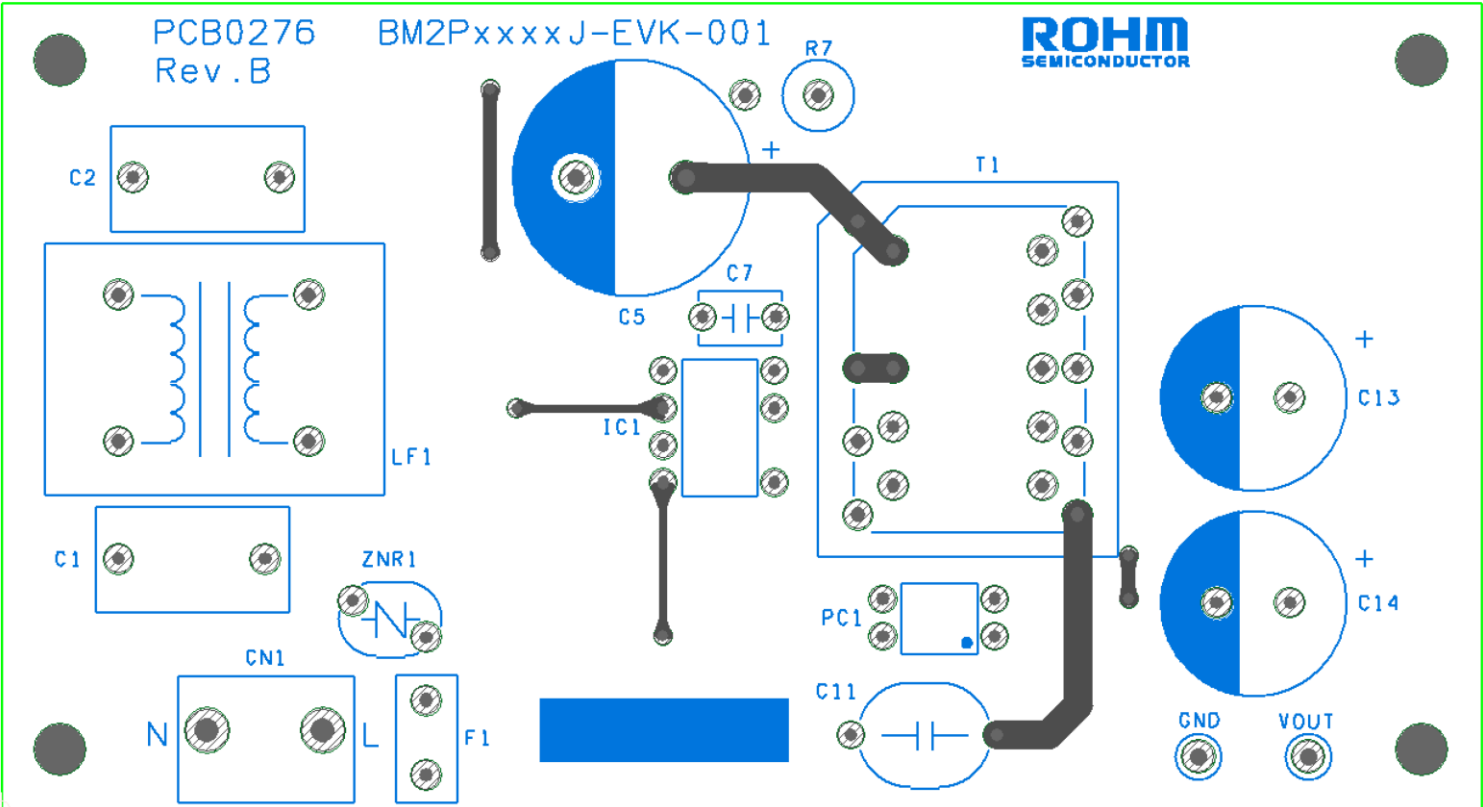 PCB0276 BM2PxxxxJ-EVK-001
Rev.B
ROHM
SEMICONDUCTOR
R7
C2
T1
+
C7
C5
+
C13
IC1
LF1
C1
ZNR1
+
C14
PC1
CN1
C11
GND VOUT
N L
F1